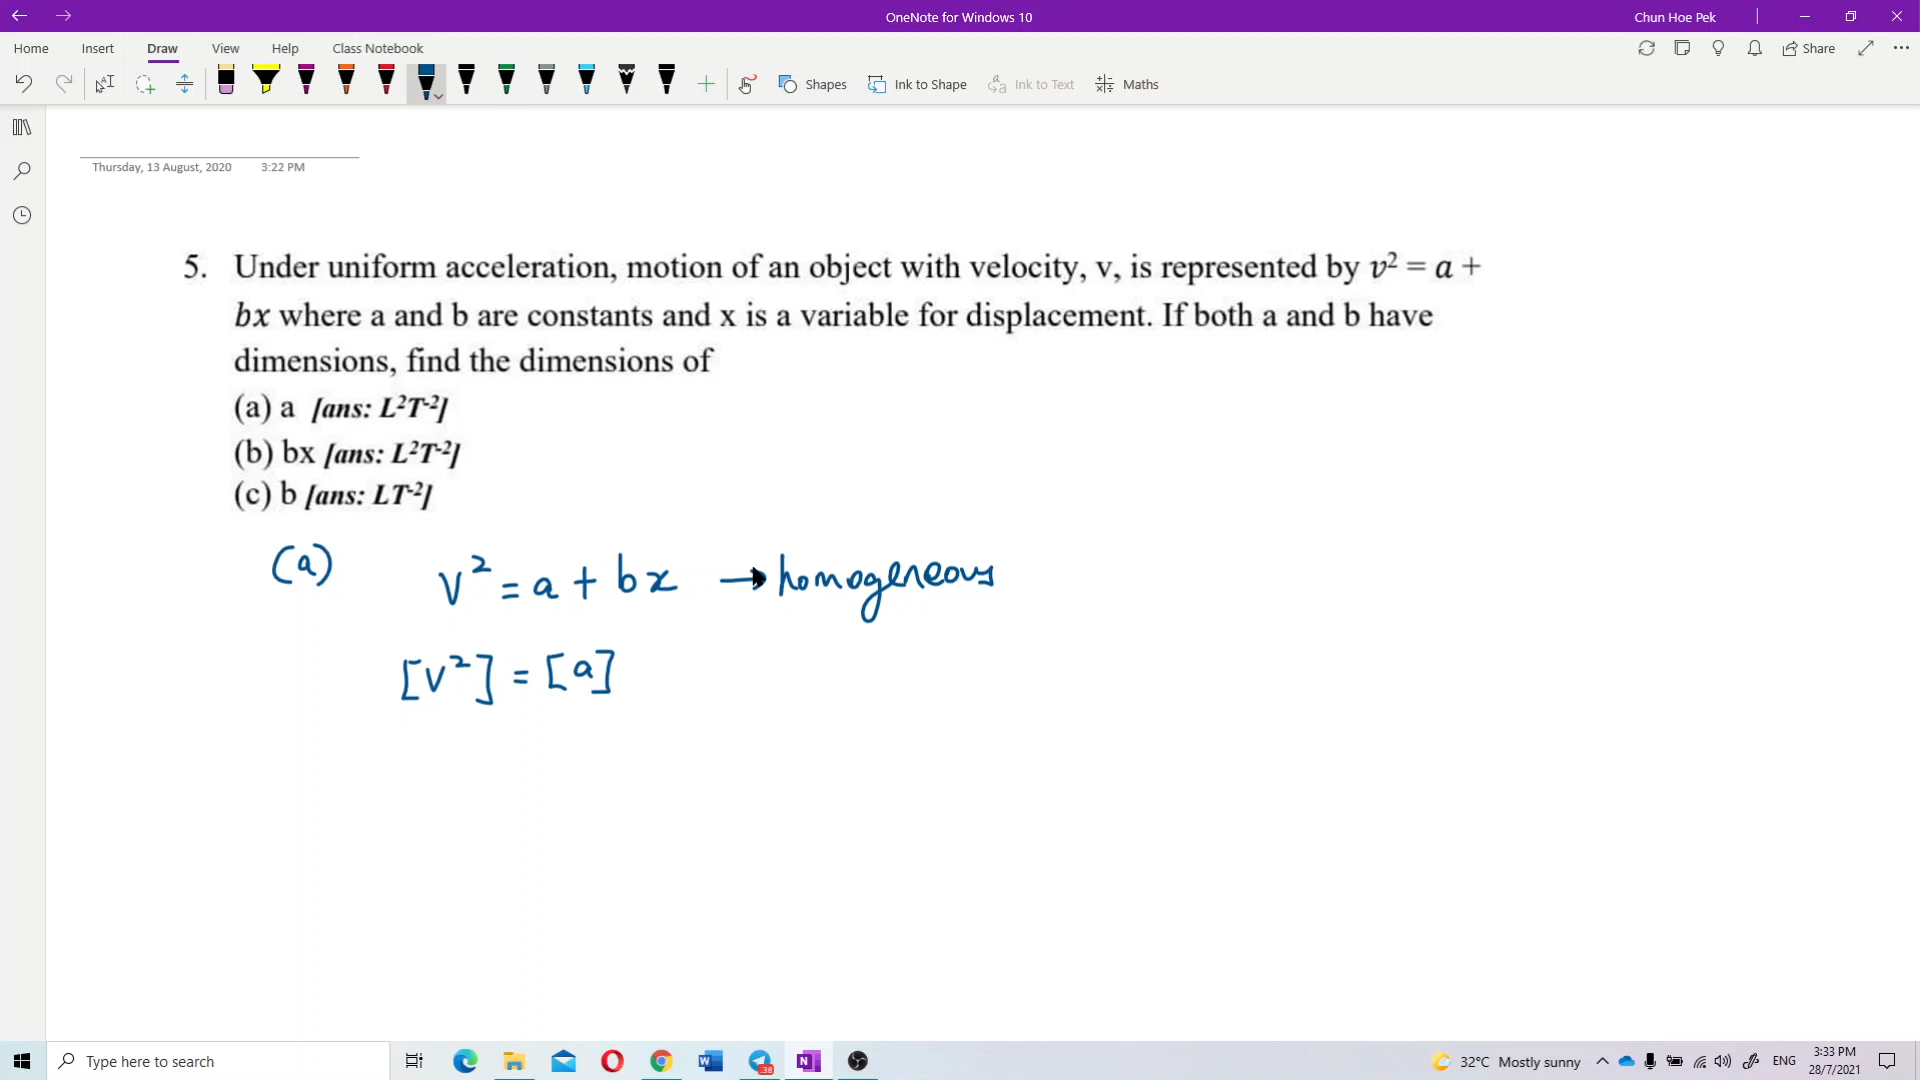 OneNote for Windows 10
Chun Hoe Pek
Home Insert Draw View Help Class Notebook
Share
Shapes Ink to Shape Ink to Text Maths
Thursday, 13 August, 2020 3:22 PM
5. Under uniform acceleration, motion of an object with velocity, v, is represented by v² = a +
bx where a and b are constants and x is a variable for displacement. If both a and b have
dimensions, find the dimensions of
(a) a [ans: L²T⁻²]
(b) bx [ans: L²T⁻²]
(c) b [ans: LT⁻²]
(a) v² = a + bx → homogeneous
[v²] = [a]
Type here to search
38
32°C Mostly sunny
ENG
3:33 PM
28/7/2021